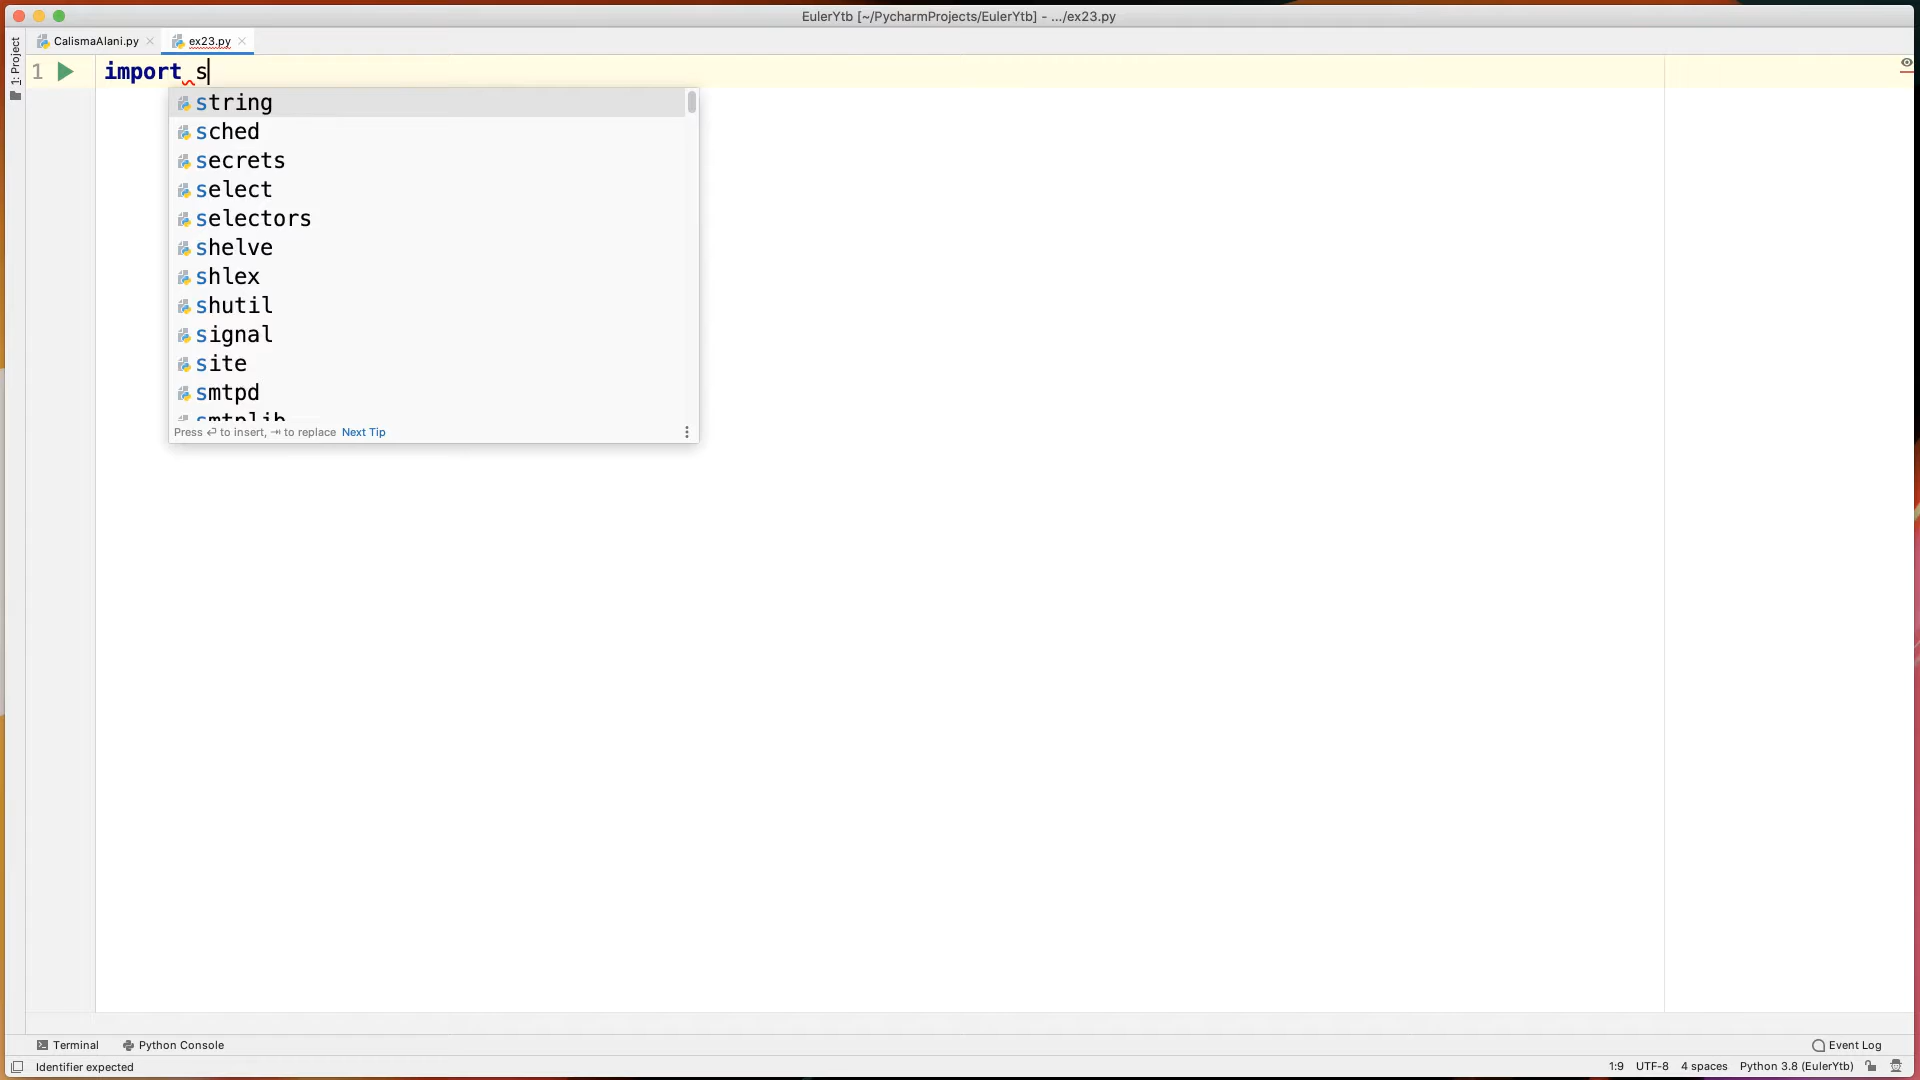 EulerYtb [~/PycharmProjects/EulerYtb] - .../ex23.py
CalismaAlani.py
ex23.py
1: Project
1 import s
string
sched
secrets
select
selectors
shelve
shlex
shutil
signal
site
smtpd
smtplib
Press ↩ to insert, ⇥ to replace Next Tip
Terminal
Python Console
Event Log
Identifier expected
1:9 UTF-8 4 spaces Python 3.8 (EulerYtb)